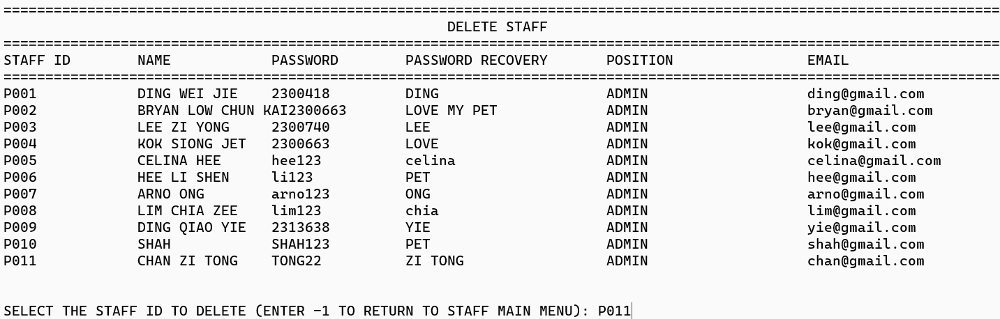 ========================================================================================================================
DELETE STAFF
========================================================================================================================
STAFF ID NAME PASSWORD PASSWORD RECOVERY POSITION EMAIL
========================================================================================================================
P001 DING WEI JIE 2300418 DING ADMIN ding@gmail.com
P002 BRYAN LOW CHUN KAI2300663 LOVE MY PET ADMIN bryan@gmail.com
P003 LEE ZI YONG 2300740 LEE ADMIN lee@gmail.com
P004 KOK SIONG JET 2300663 LOVE ADMIN kok@gmail.com
P005 CELINA HEE hee123 celina ADMIN celina@gmail.com
P006 HEE LI SHEN li123 PET ADMIN hee@gmail.com
P007 ARNO ONG arno123 ONG ADMIN arno@gmail.com
P008 LIM CHIA ZEE lim123 chia ADMIN lim@gmail.com
P009 DING QIAO YIE 2313638 YIE ADMIN yie@gmail.com
P010 SHAH SHAH123 PET ADMIN shah@gmail.com
P011 CHAN ZI TONG TONG22 ZI TONG ADMIN chan@gmail.com
SELECT THE STAFF ID TO DELETE (ENTER -1 TO RETURN TO STAFF MAIN MENU): P011